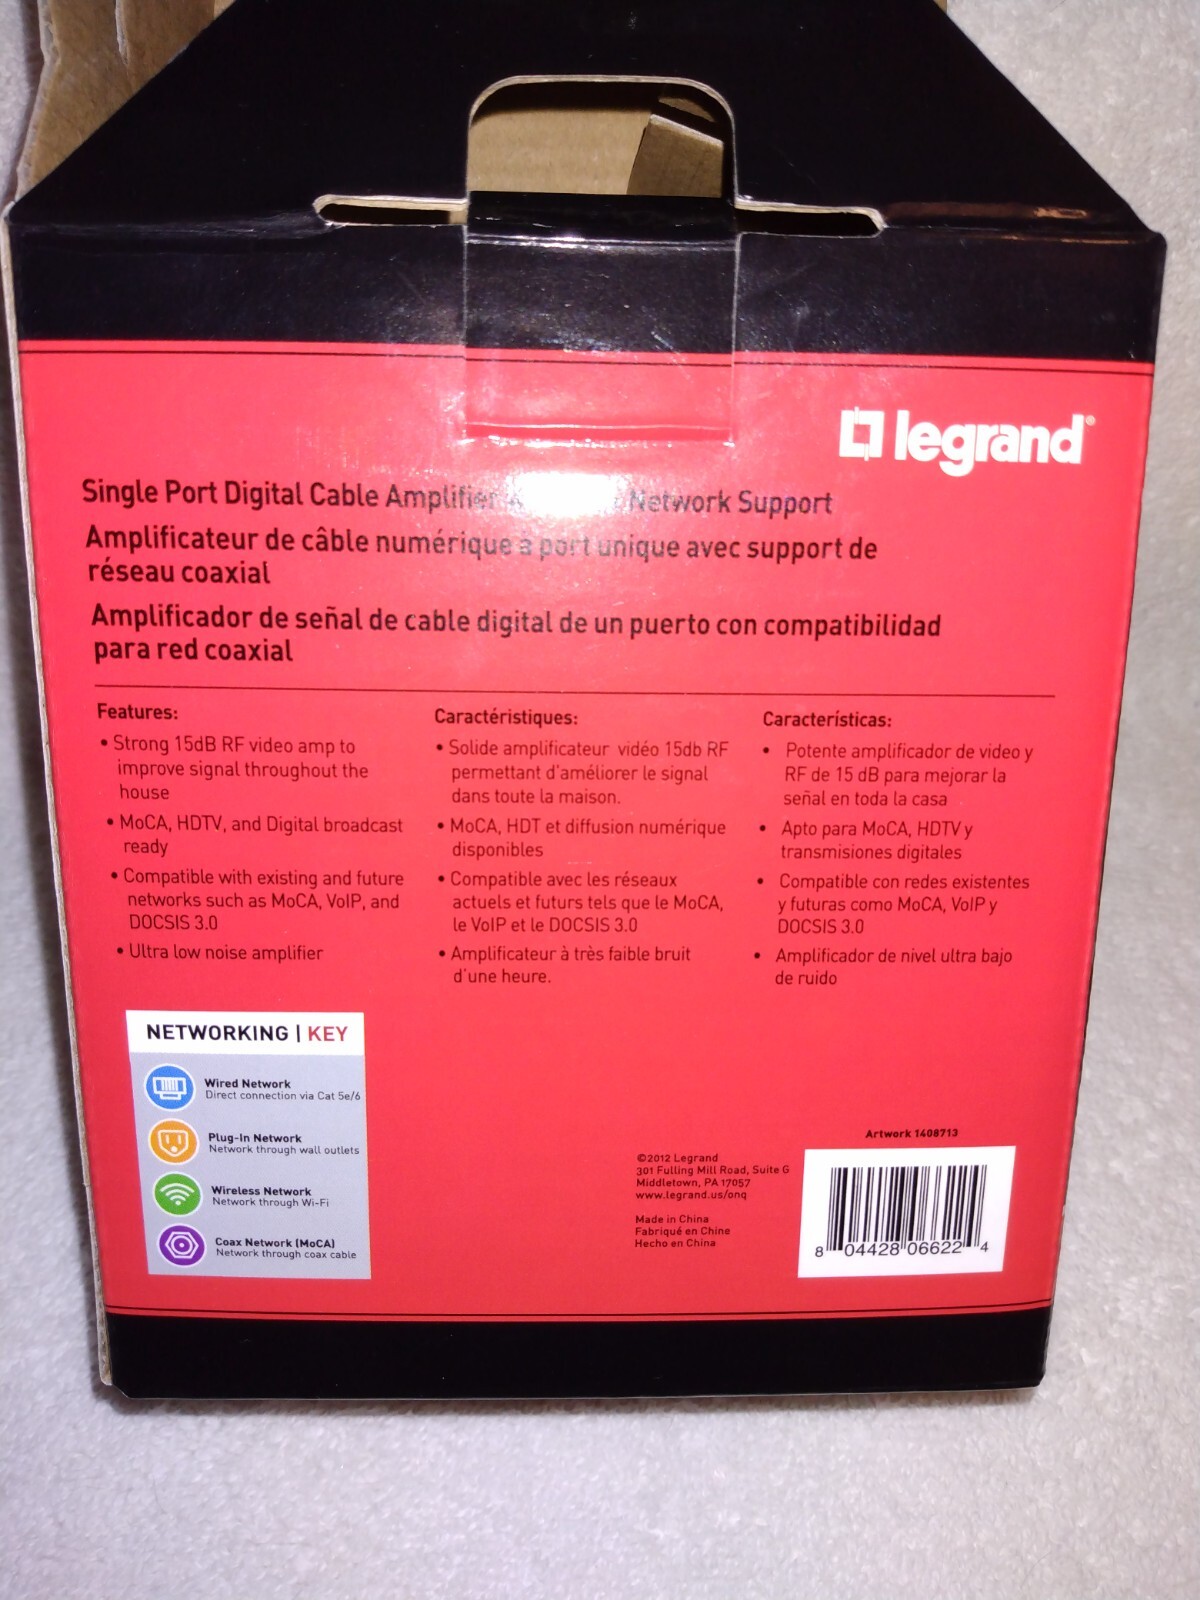 legrand®
Single Port Digital Cable Amplifier Network Support
Amplificateur de câble numérique à port unique avec support de
réseau coaxial
Amplificador de señal de cable digital de un puerto con compatibilidad
para red coaxial
Features:
• Strong 15dB RF video amp to
improve signal throughout the
house
• MoCA, HDTV, and Digital broadcast
ready
• Compatible with existing and future
networks such as MoCA, VoIP, and
DOCSIS 3.0
• Ultra low noise amplifier
Caractéristiques:
• Solide amplificateur vidéo 15db RF
permettant d'améliorer le signal
dans toute la maison.
• MoCA, HDT et diffusion numérique
disponibles
• Compatible avec les réseaux
actuels et futurs tels que le MoCA,
le VoIP et le DOCSIS 3.0
• Amplificateur à très faible bruit
d'une heure.
Características:
• Potente amplificador de video y
RF de 15 dB para mejorar la
señal en toda la casa
• Apto para MoCA, HDTV y
transmisiones digitales
• Compatible con redes existentes
y futuras como MoCA, VoIP y
DOCSIS 3.0
• Amplificador de nivel ultra bajo
de ruido
NETWORKING | KEY
Wired Network
Direct connection via Cat 5e/6
Plug-In Network
Network through wall outlets
Wireless Network
Network through Wi-Fi
Coax Network (MoCA)
Network through coax cable
©2012 Legrand
301 Fulling Mill Road, Suite G
Middletown, PA 17057
www.legrand.us/onq
Made in China
Fabriqué en Chine
Hecho en China
Artwork 1408713
8 04428 06622 4